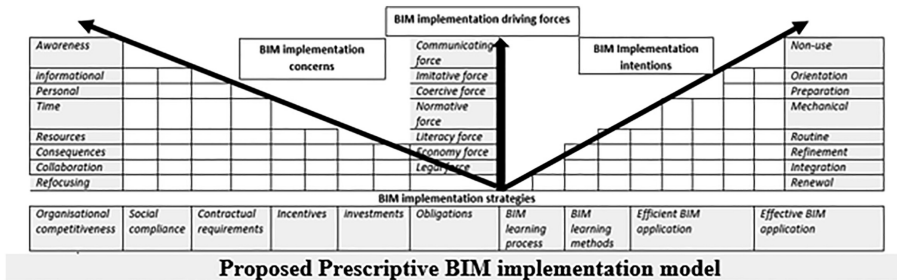 BIM implementation driving forces
BIM implementation
concerns
BIM Implementation
intentions
Awareness
Communicating
force
Non-use
informational
Imitative force
Orientation
Personal
Coercive force
Preparation
Time
Normative
force
Mechanical
Resources
Literacy force
Routine
Consequences
Economy force
Refinement
Collaboration
Legal force
Integration
Refocusing
Renewal
BIM implementation strategies
Organisational
competitiveness
Social
compliance
Contractual
requirements
Incentives
investments
Obligations
BIM
learning
process
BIM
learning
methods
Efficient BIM
application
Effective BIM
application
Proposed Prescriptive BIM implementation model